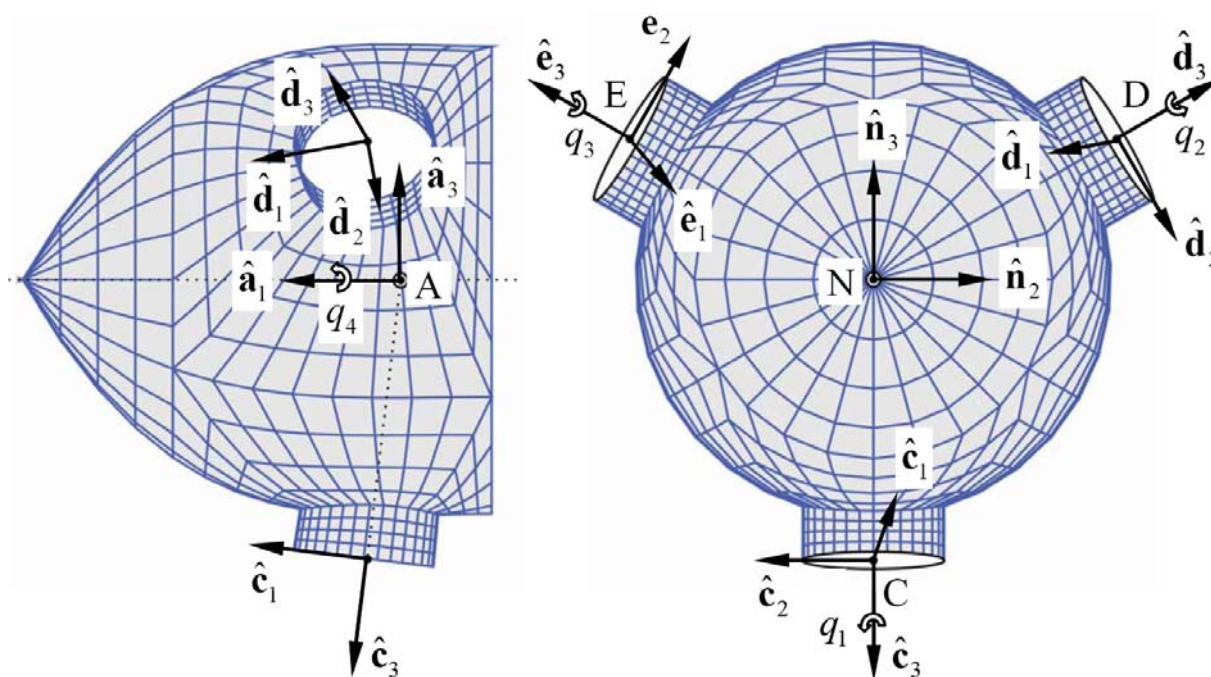 d̂₃
d̂₁
d̂₂
â₃
â₁
A
q₄
ĉ₁
ĉ₃
e₂
ê₃
E
q₃
ê₁
n̂₃
N
n̂₂
d̂₃
D
q₂
d̂₁
d̂₂
ĉ₁
ĉ₂
C
q₁
ĉ₃